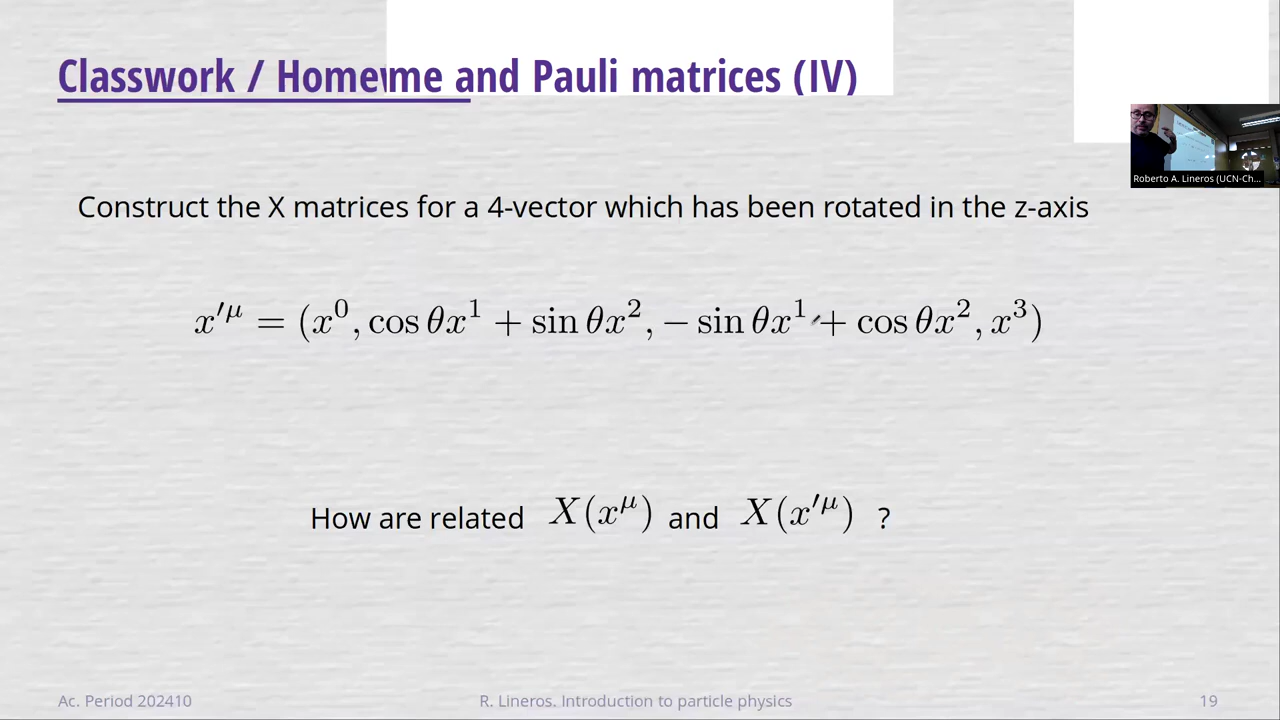 Classwork / Homewme and Pauli matrices (IV)
Roberto A. Lineros (UCN-Ch...
Construct the X matrices for a 4-vector which has been rotated in the z-axis
x′^μ = (x^0, cos θx^1 + sin θx^2, − sin θx^1 + cos θx^2, x^3)
How are related X(x^μ) and X(x′^μ) ?
Ac. Period 202410 R. Lineros. Introduction to particle physics 19